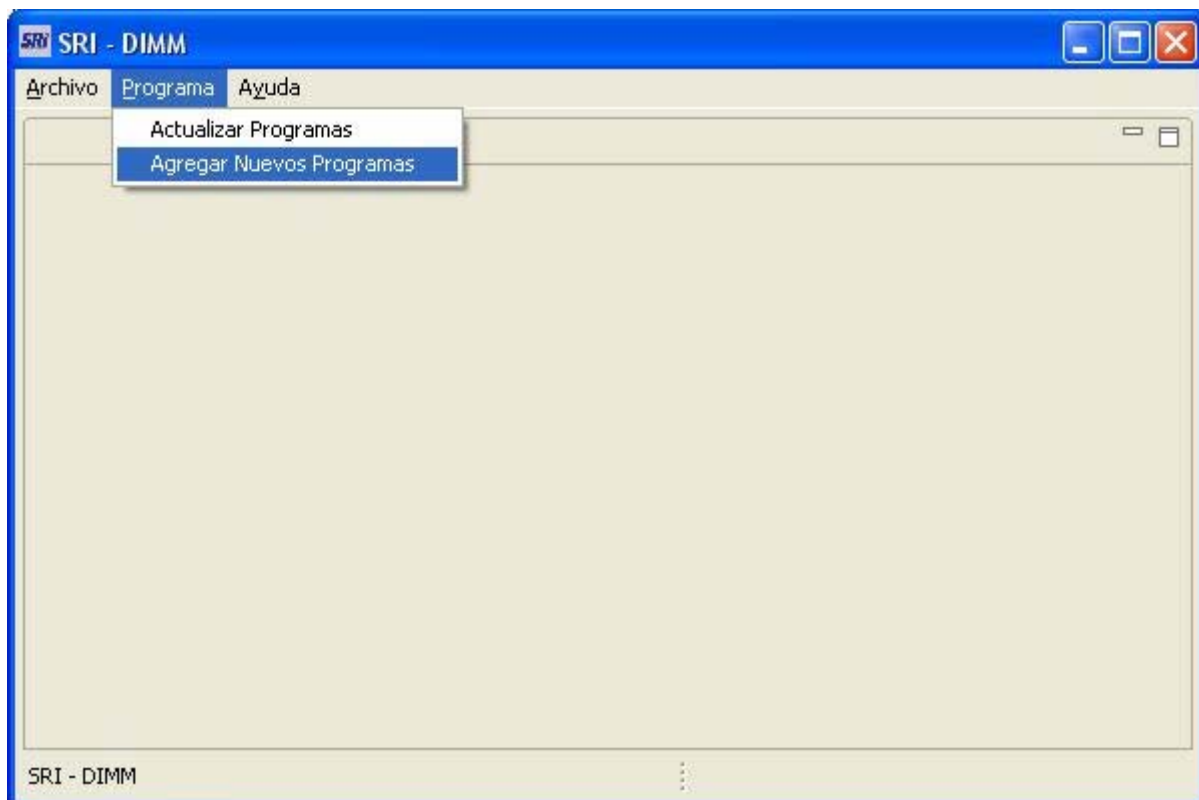 SRi SRI - DIMM
Archivo Programa Ayuda
Actualizar Programas
Agregar Nuevos Programas
SRI - DIMM